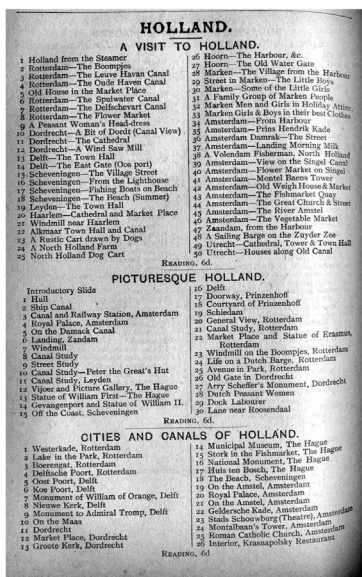 HOLLAND.
A VISIT TO HOLLAND.
1 Holland from the Steamer
2 Rotterdam—The Boompjes
3 Rotterdam—The Leuve Havan Canal
4 Rotterdam—The Oude Haven Canal
5 Old House in the Market Place
6 Rotterdam—The Spuiwater Canal
7 Rotterdam—The Delfschevart Canal
8 Rotterdam—The Flower Market
9 A Peasant Woman's Head-dress
10 Dordrecht—A Bit of Dordt (Canal View)
11 Dordrecht—The Cathedral
12 Dordrecht—A Wind Saw Mill
13 Delft—The Town Hall
14 Delft—The East Gate (Oos port)
15 Scheveningen—The Village Street
16 Scheveningen—From the Lighthouse
17 Scheveningen—Fishing Boats on Beach
18 Scheveningen—The Beach (Summer)
19 Leyden—The Town Hall
20 Haarlem—Cathedral and Market Place
21 Windmill near Haarlem
22 Alkmaar Town Hall and Canal
23 A Rustic Cart drawn by Dogs
24 A North Holland Farm
25 North Holland Dog Cart
26 Hoorn—The Harbour, &c.
27 Hoorn—The Old Water Gate
28 Marken—The Village from the Harbour
29 Street in Marken—The Little Boys
30 Marken—Some of the Little Girls
31 A Family Group of Marken People
32 Marken Men and Girls in Holiday Attire
33 Marken Girls & Boys in their best Clothes
34 Amsterdam—From Harbour
35 Amsterdam—Prins Hendrik Kade
36 Amsterdam Dumrak—The Street
37 Amsterdam—Landing Morning Milk
38 A Volendam Fisherman, North Holland
39 Amsterdam—View on the Singel Canal
40 Amsterdam—Flower Market on Singel
41 Amsterdam—Montel Baens Tower
42 Amsterdam—Old Weigh House & Market
43 Amsterdam—The Fishmarket Quay
44 Amsterdam—The Great Church & Street
45 Amsterdam—The River Amstel
46 Amsterdam—The Vegetable Market
47 Zaandam, from the Harbour
48 A Sailing Barge on the Zuyder Zee
49 Utrecht—Cathedral, Tower & Town Hall
50 Utrecht—Houses along Old Canal
READING, 6d.
PICTURESQUE HOLLAND.
Introductory Slide
1 Hull
2 Ship Canal
3 Canal and Railway Station, Amsterdam
4 Royal Palace, Amsterdam
5 On the Damack Canal
6 Landing, Zandam
7 Windmill
8 Canal Study
9 Street Study
10 Canal Study—Peter the Great's Hut
11 Canal Study, Leyden
12 Vijver and Picture Gallery, The Hague
13 Statue of William First—The Hague
14 Gevangenport and Statue of William II.
15 Off the Coast, Scheveningen
16 Delft
17 Doorway, Prinzenhoff
18 Courtyard of Prinzenhoff
19 Schiedam
20 General View, Rotterdam
21 Canal Study, Rotterdam
22 Market Place and Statue of Erasmus, Rotterdam
23 Windmill on the Boompjes, Rotterdam
24 Life on a Dutch Barge, Rotterdam
25 Avenue in Park, Rotterdam
26 Old Gate in Dordrecht
27 Arry Scheffer's Monument, Dordrecht
28 Dutch Peasant Women
29 Dock Labourer
30 Lane near Roosendaal
READING, 6d.
CITIES AND CANALS OF HOLLAND.
1 Westerkade, Rotterdam
2 Lake in the Park, Rotterdam
3 Boerengat, Rotterdam
4 Delftsche Poort, Rotterdam
5 Oost Poort, Delft
6 Koe Poort, Delft
7 Monument of William of Orange, Delft
8 Nieuwe Kerk, Delft
9 Monument to Admiral Tromp, Delft
10 On the Maas
11 Dordrecht
12 Market Place, Dordrecht
13 Groote Kerk, Dordrecht
14 Municipal Museum, The Hague
15 Stork in the Fishmarket, The Hague
16 National Monument, The Hague
17 Huis ten Bosch, The Hague
18 The Beach, Scheveningen
19 On the Amstel, Amsterdam
20 Royal Palace, Amsterdam
21 On the Amstel, Amsterdam
22 Geldersche Kade, Amsterdam
23 Stads Schouwburg (Theatre), Amsterdam
24 Montalbaan's Tower, Amsterdam
25 Roman Catholic Church, Amsterdam
26 Interior, Krasnapolsky Restaurant
READING, 6d